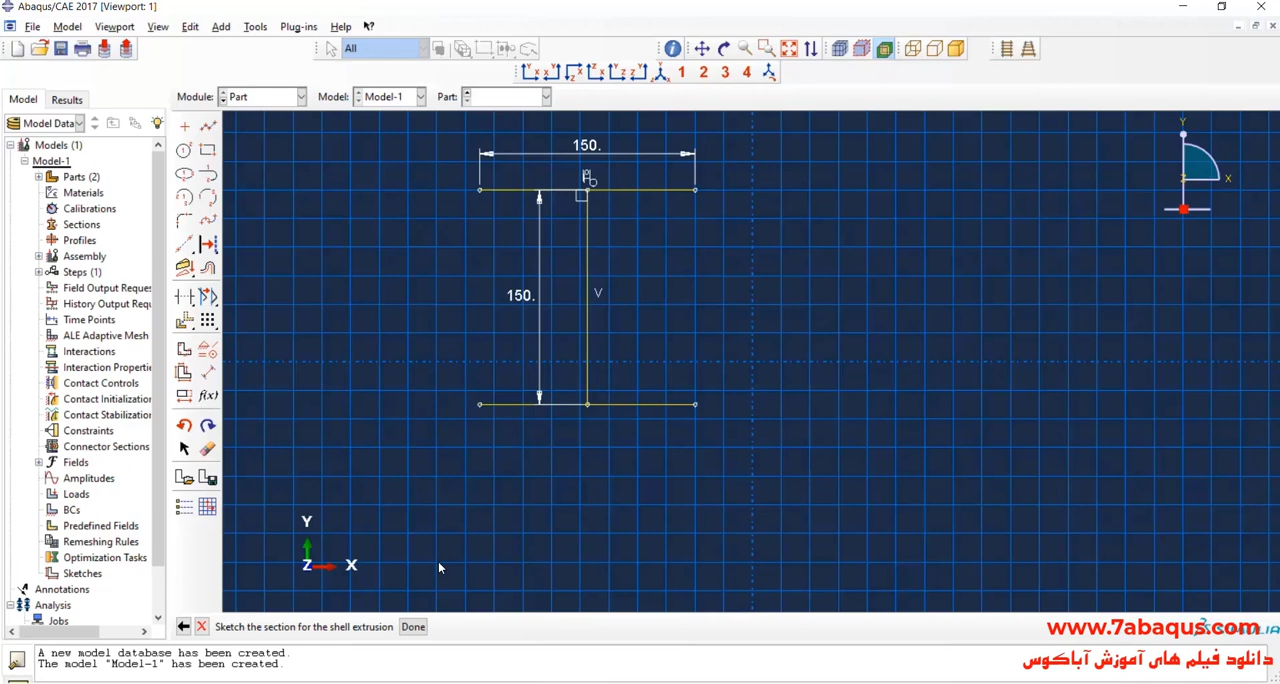 Abaqus/CAE 2017 [Viewport: 1]
File Model Viewport View Edit Add Tools Plug-ins Help
All
1 2 3 4
Model Results Module: Part Model: Model-1 Part:
Model Data
Models (1)
Model-1
Parts (2)
Materials
Calibrations
Sections
Profiles
Assembly
Steps (1)
Field Output Reques
History Output Requ
Time Points
ALE Adaptive Mesh
Interactions
Interaction Propertie
Contact Controls
Contact Initialization
Contact Stabilization
Constraints
Connector Sections
Fields
Amplitudes
Loads
BCs
Predefined Fields
Remeshing Rules
Optimization Tasks
Sketches
Annotations
Analysis
Jobs
f(x)
150.
H
150.
V
Y
Z X
Y
Z X
Sketch the section for the shell extrusion Done
www.7abaqus.com
دانلود فیلم های آموزش آباکوس
A new model database has been created.
The model "Model-1" has been created.